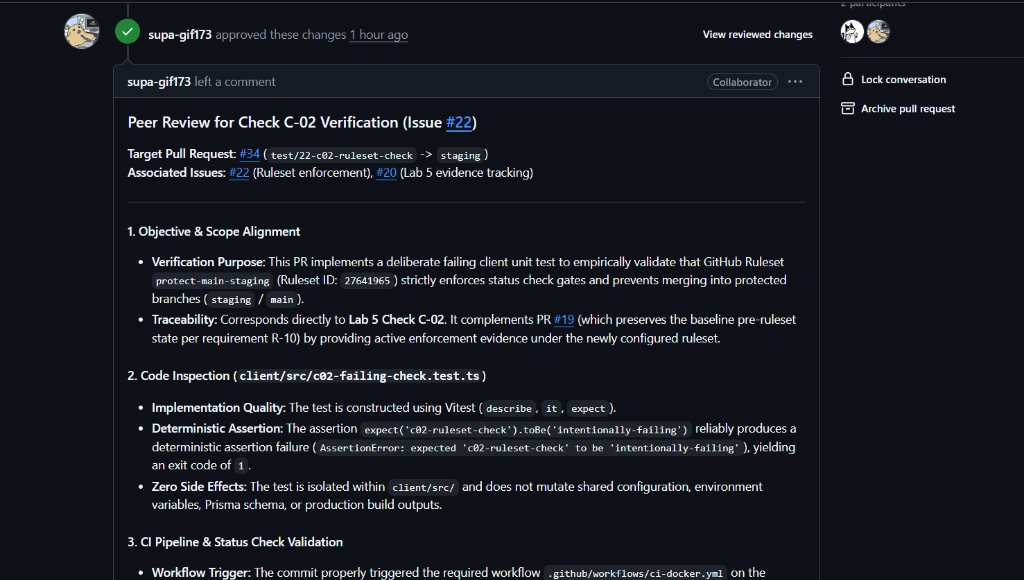 2 participants
supa-gif173 approved these changes 1 hour ago
View reviewed changes
supa-gif173 left a comment
Collaborator
Lock conversation
Archive pull request
Peer Review for Check C-02 Verification (Issue #22)
Target Pull Request: #34 ( test/22-c02-ruleset-check -> staging )
Associated Issues: #22 (Ruleset enforcement), #20 (Lab 5 evidence tracking)
1. Objective & Scope Alignment
• Verification Purpose: This PR implements a deliberate failing client unit test to empirically validate that GitHub Ruleset
protect-main-staging (Ruleset ID: 27641965 ) strictly enforces status check gates and prevents merging into protected
branches ( staging / main ).
• Traceability: Corresponds directly to Lab 5 Check C-02. It complements PR #19 (which preserves the baseline pre-ruleset
state per requirement R-10) by providing active enforcement evidence under the newly configured ruleset.
2. Code Inspection ( client/src/c02-failing-check.test.ts )
• Implementation Quality: The test is constructed using Vitest ( describe , it , expect ).
• Deterministic Assertion: The assertion expect('c02-ruleset-check').toBe('intentionally-failing') reliably produces a
deterministic assertion failure ( AssertionError: expected 'c02-ruleset-check' to be 'intentionally-failing' ), yielding
an exit code of 1 .
• Zero Side Effects: The test is isolated within client/src/ and does not mutate shared configuration, environment
variables, Prisma schema, or production build outputs.
3. CI Pipeline & Status Check Validation
• Workflow Trigger: The commit properly triggered the required workflow .github/workflows/ci-docker.yml on the